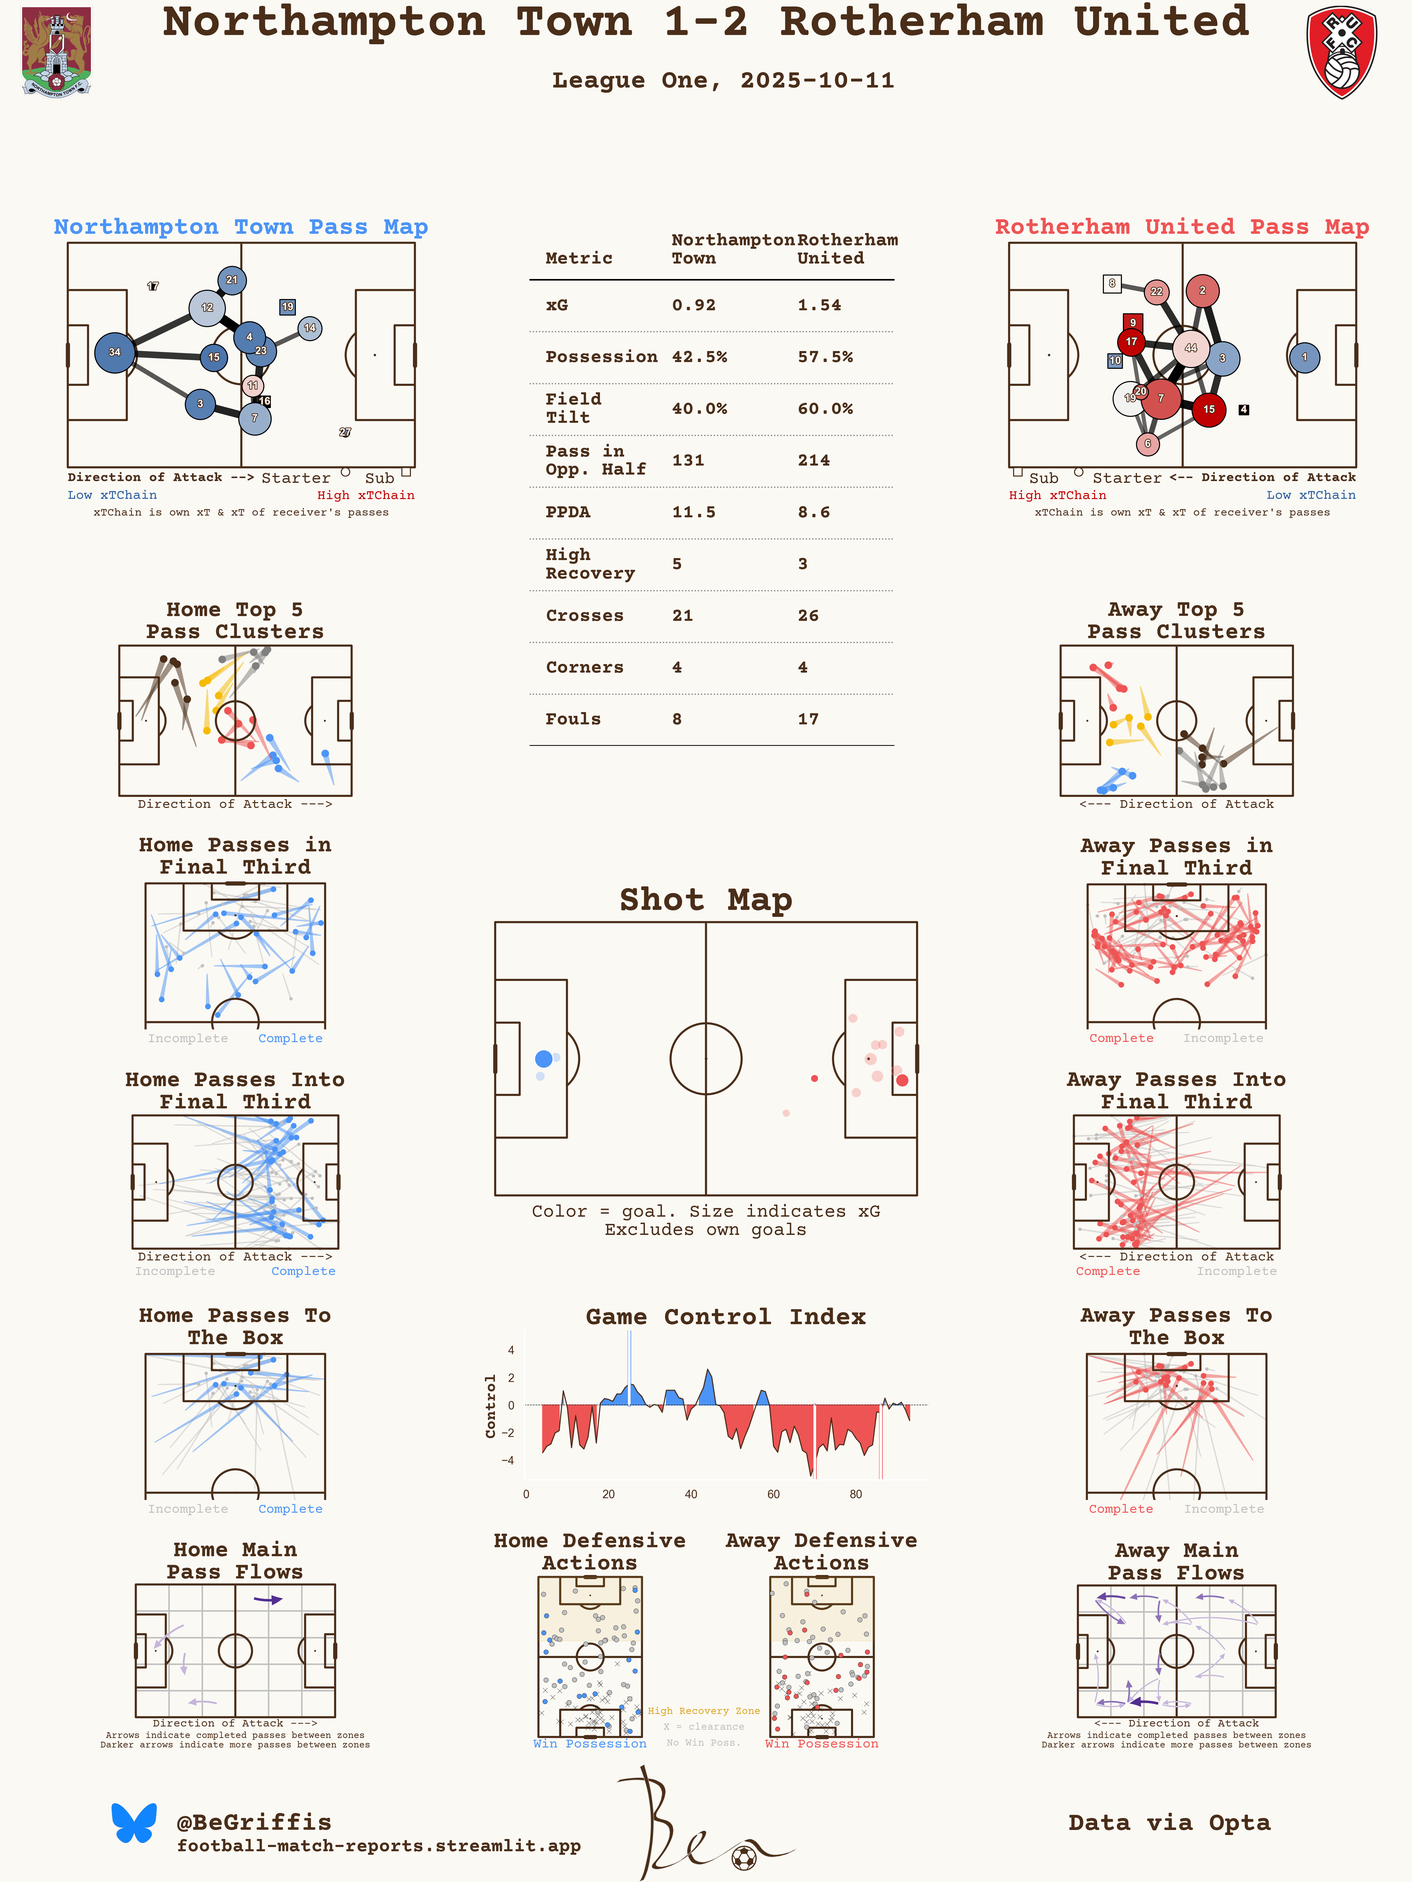 Northampton Town 1-2 Rotherham United
League One, 2025-10-11
NORTHAMPTON TOWN F.C.
R U F C
Northampton Town Pass Map
17
21
12
19
14
4
23
34
15
11
16
3
7
27
Direction of Attack --> Starter Sub
Low xTChain High xTChain
xTChain is own xT & xT of receiver's passes
Metric Northampton Town Rotherham United
xG 0.92 1.54
Possession 42.5% 57.5%
Field Tilt 40.0% 60.0%
Pass in Opp. Half 131 214
PPDA 11.5 8.6
High Recovery 5 3
Crosses 21 26
Corners 4 4
Fouls 8 17
Rotherham United Pass Map
8
22
2
9
17
44
10
3
1
20
19
7
15
4
6
Sub Starter <-- Direction of Attack
High xTChain Low xTChain
xTChain is own xT & xT of receiver's passes
Home Top 5
Pass Clusters
Direction of Attack --->
Away Top 5
Pass Clusters
<--- Direction of Attack
Home Passes in
Final Third
Incomplete Complete
Away Passes in
Final Third
Complete Incomplete
Shot Map
Color = goal. Size indicates xG
Excludes own goals
Home Passes Into
Final Third
Direction of Attack --->
Incomplete Complete
Away Passes Into
Final Third
<--- Direction of Attack
Complete Incomplete
Home Passes To
The Box
Incomplete Complete
Game Control Index
Control
4
2
0
−2
−4
0 20 40 60 80
Away Passes To
The Box
Complete Incomplete
Home Main
Pass Flows
Direction of Attack --->
Arrows indicate completed passes between zones
Darker arrows indicate more passes between zones
Home Defensive
Actions
Win Possession
High Recovery Zone
X = clearance
No Win Poss.
Away Defensive
Actions
Win Possession
Away Main
Pass Flows
<--- Direction of Attack
Arrows indicate completed passes between zones
Darker arrows indicate more passes between zones
@BeGriffis
football-match-reports.streamlit.app
Ben
Data via Opta